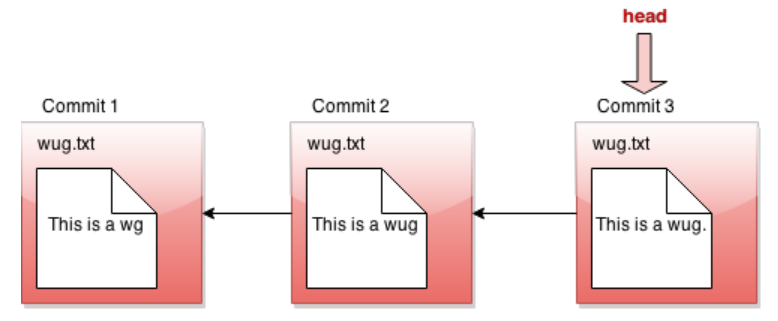 head
Commit 1
Commit 2
Commit 3
wug.txt
wug.txt
wug.txt
This is a wg
This is a wug
This is a wug.